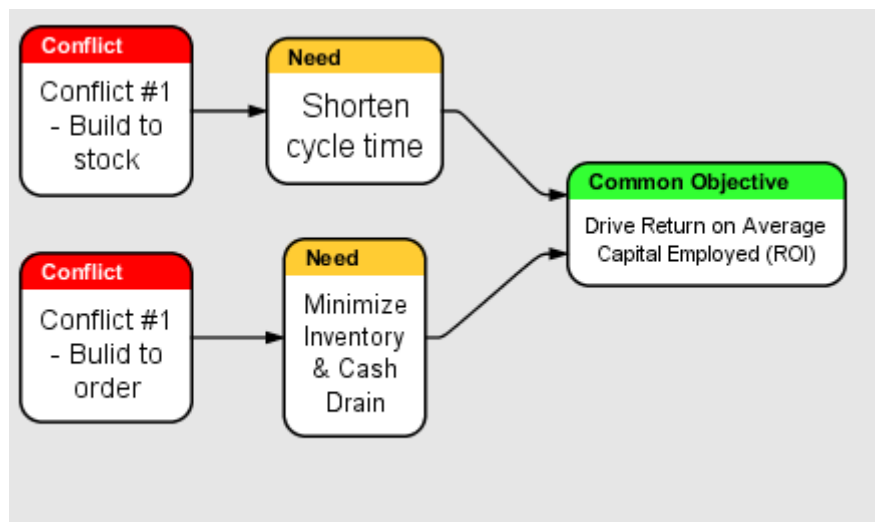 Conflict
Conflict #1
- Build to
stock
Need
Shorten
cycle time
Common Objective
Drive Return on Average
Capital Employed (ROI)
Conflict
Conflict #1
- Bulid to
order
Need
Minimize
Inventory
& Cash
Drain